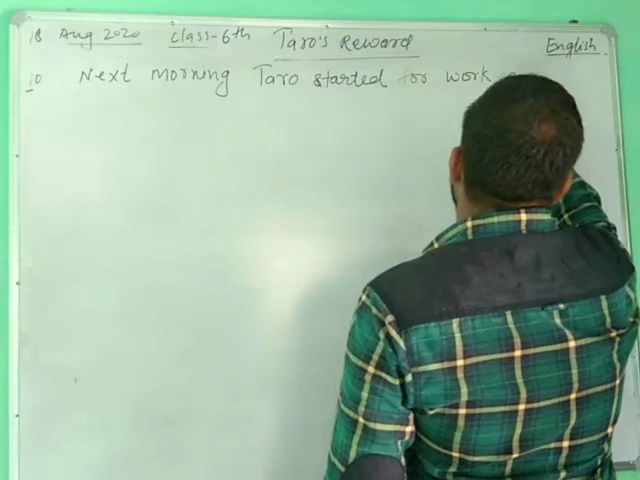 18 Aug 2020 Class-6th Taro's Reward English
10 Next morning Taro started for work